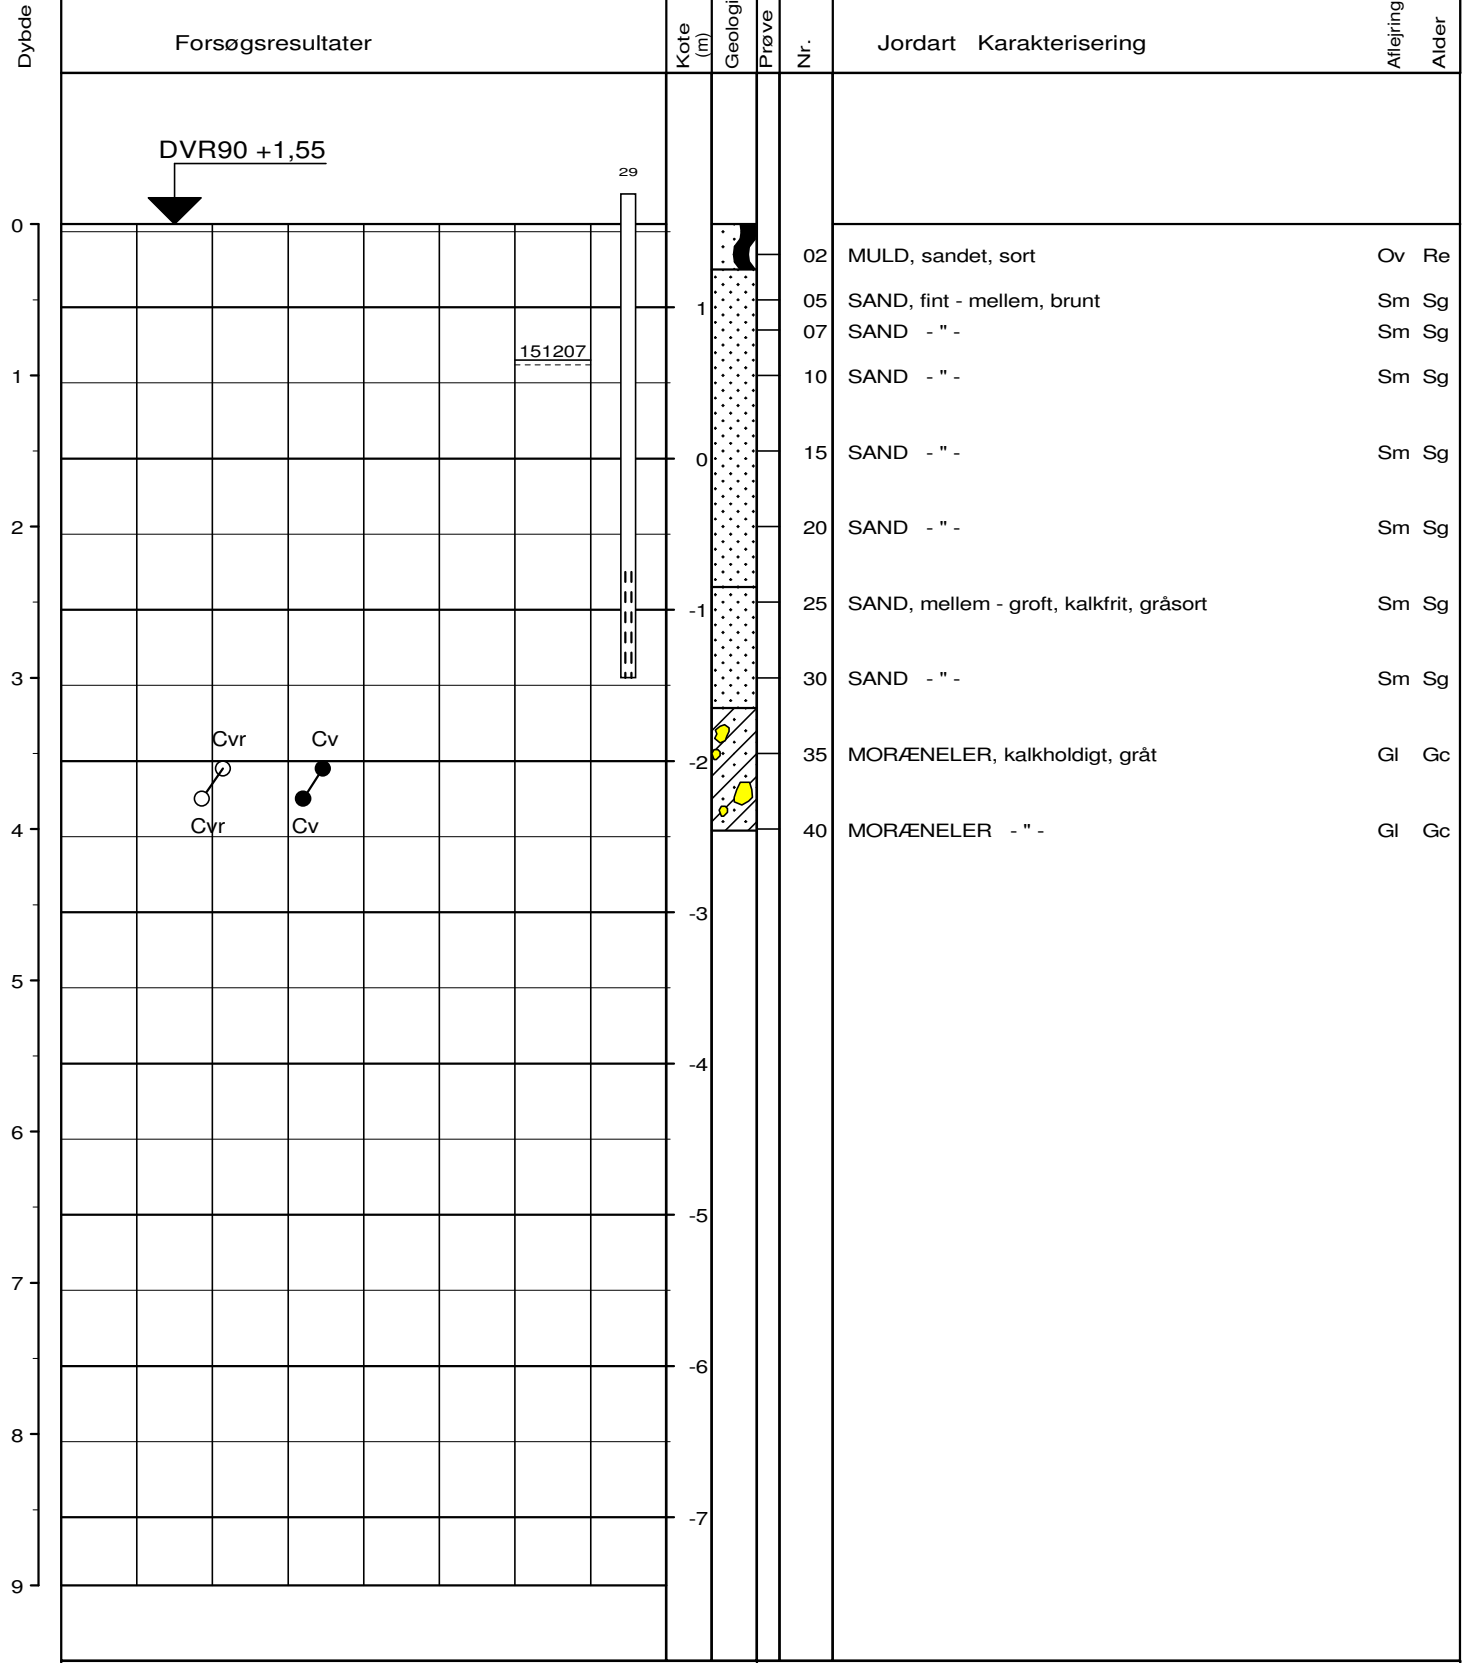 Dybde
Forsøgsresultater
Kote
(m)
Geologi
Prøve
Nr.
Jordart Karakterisering
Aflejring
Alder
DVR90 +1,55
29
0
02 MULD, sandet, sort Ov Re
1 05 SAND, fint - mellem, brunt Sm Sg
07 SAND - " - Sm Sg
151207
1 10 SAND - " - Sm Sg
0 15 SAND - " - Sm Sg
2 20 SAND - " - Sm Sg
-1 25 SAND, mellem - groft, kalkfrit, gråsort Sm Sg
3 30 SAND - " - Sm Sg
Cvr Cv
-2 35 MORÆNELER, kalkholdigt, gråt Gl Gc
Cvr Cv
4 40 MORÆNELER - " - Gl Gc
-3
5
-4
6
-5
7
-6
8
-7
9